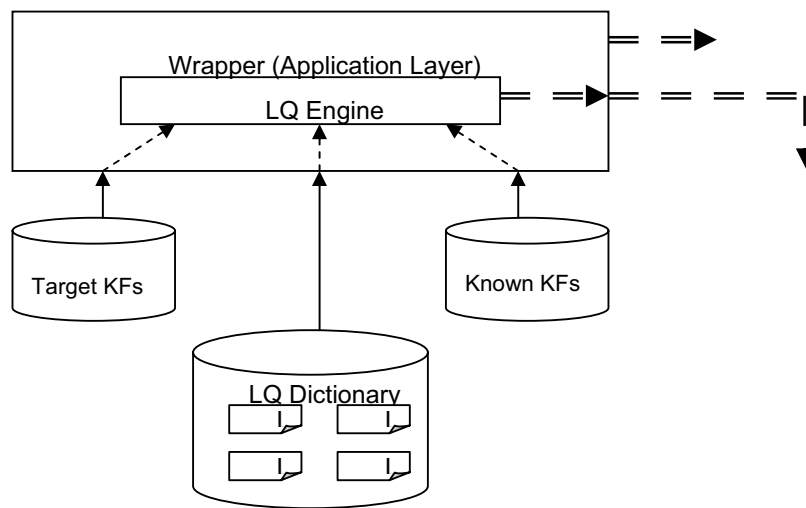 Wrapper (Application Layer)
LQ Engine
Target KFs
Known KFs
LQ Dictionary
I
I
I
I